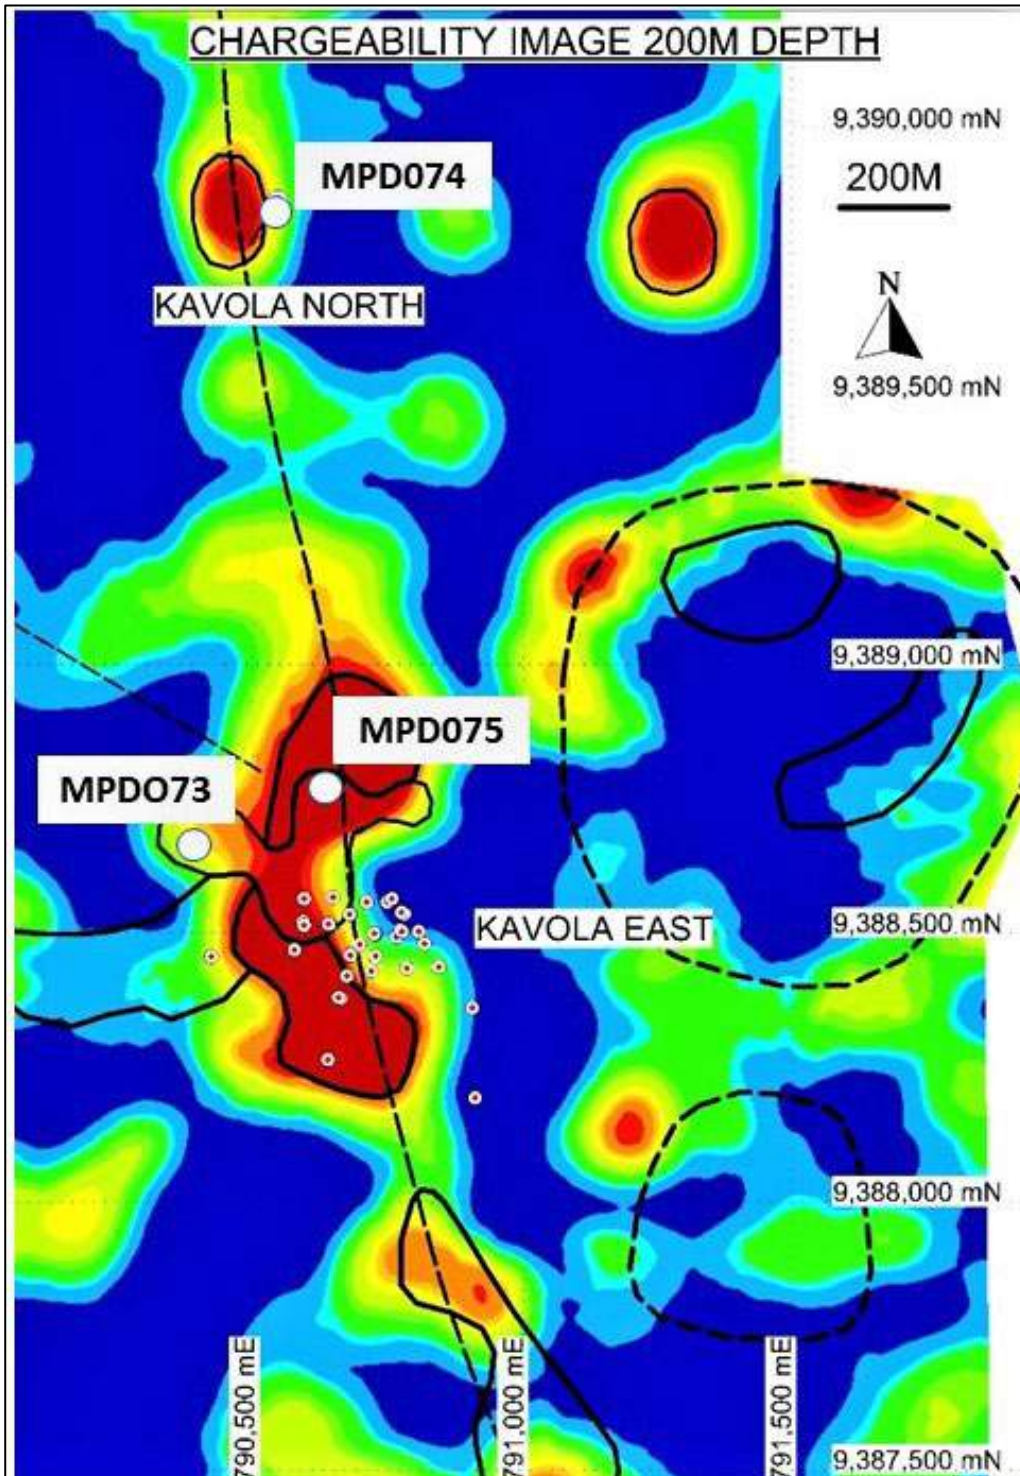 CHARGEABILITY IMAGE 200M DEPTH
9,390,000 mN
MPD074
200M
KAVOLA NORTH
N
9,389,500 mN
9,389,000 mN
MPD075
MPDO73
KAVOLA EAST
9,388,500 mN
9,388,000 mN
790,500 mE
791,000 mE
791,500 mE
9,387,500 mN